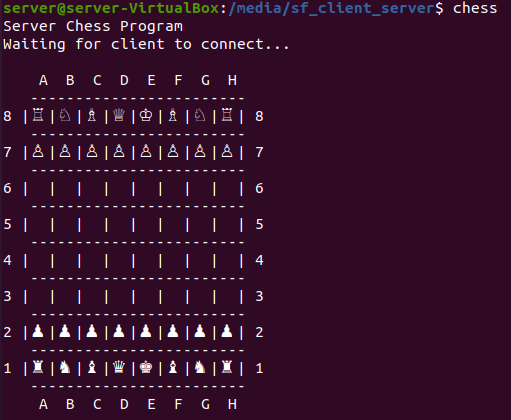 server@server-VirtualBox:/media/sf_client_server$ chess
Server Chess Program
Waiting for client to connect...
A B C D E F G H
------------------------
8 |♖|♘|♗|♕|♔|♗|♘|♖| 8
------------------------
7 |♙|♙|♙|♙|♙|♙|♙|♙| 7
------------------------
6 | | | | | | | | | 6
------------------------
5 | | | | | | | | | 5
------------------------
4 | | | | | | | | | 4
------------------------
3 | | | | | | | | | 3
------------------------
2 |♟|♟|♟|♟|♟|♟|♟|♟| 2
------------------------
1 |♜|♞|♝|♛|♚|♝|♞|♜| 1
------------------------
A B C D E F G H